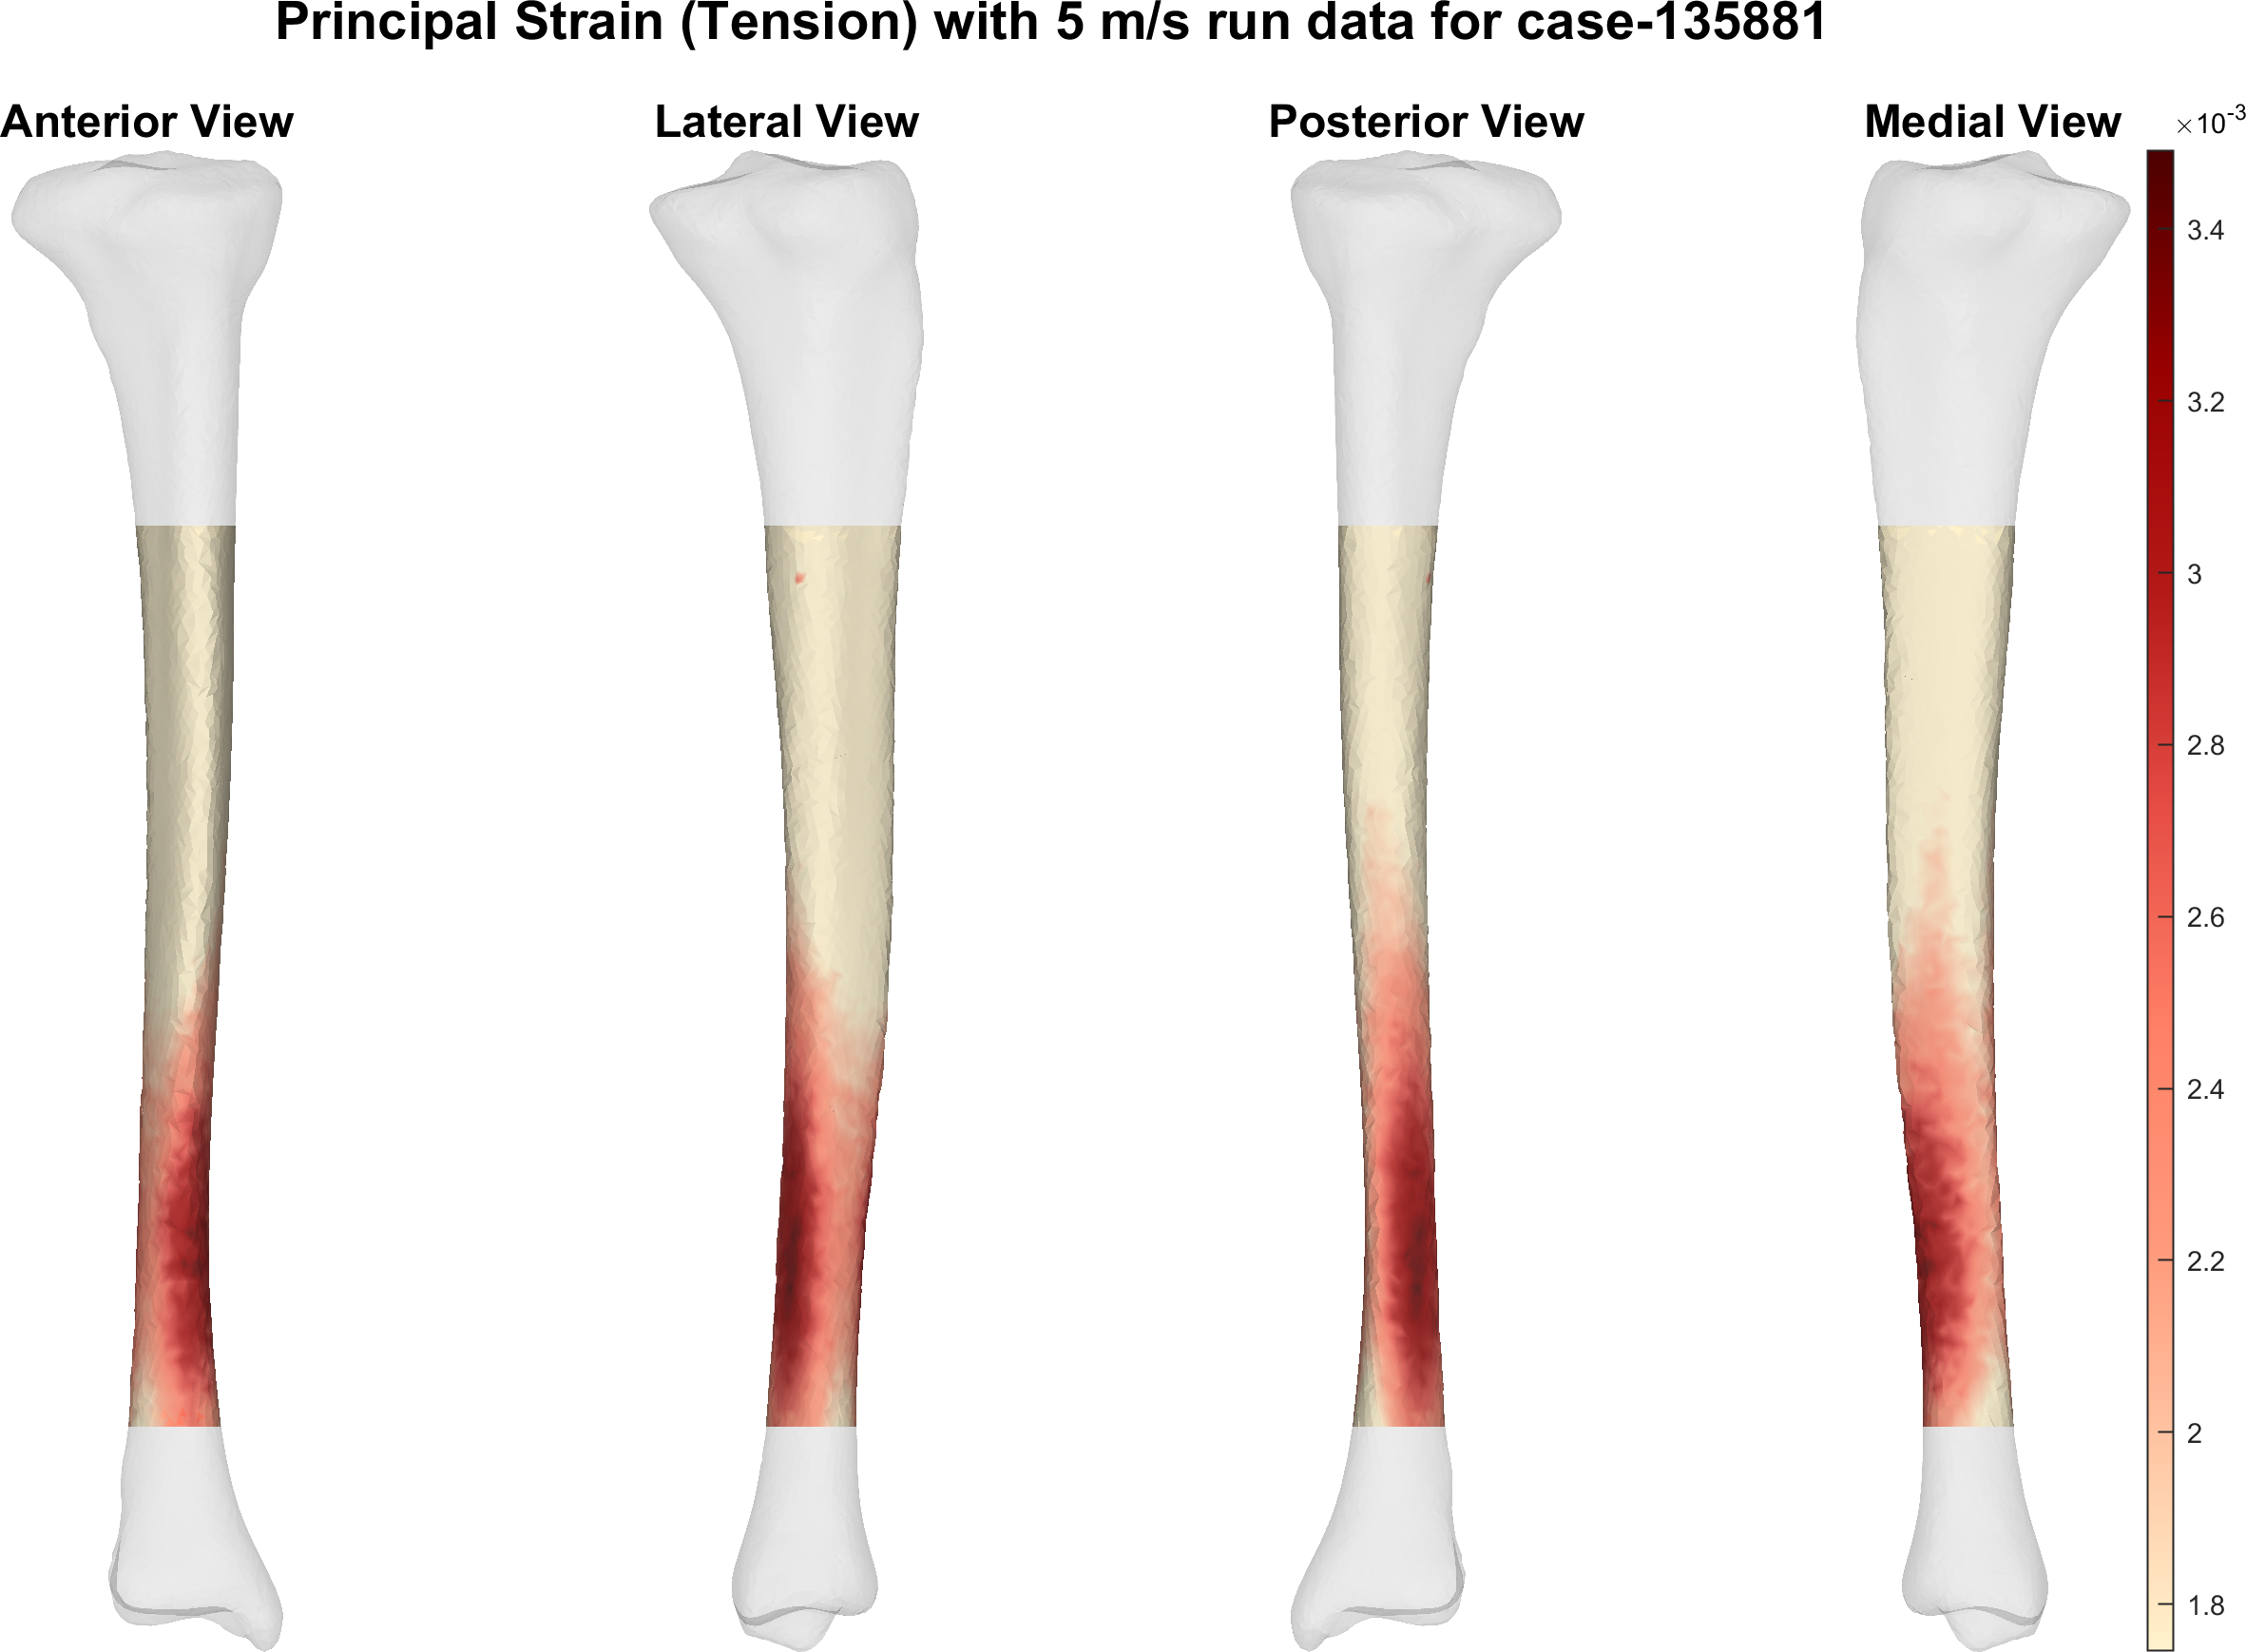 Principal Strain (Tension) with 5 m/s run data for case-135881
Anterior View
Lateral View
Posterior View
Medial View
×10-3
3.4
3.2
3
2.8
2.6
2.4
2.2
2
1.8